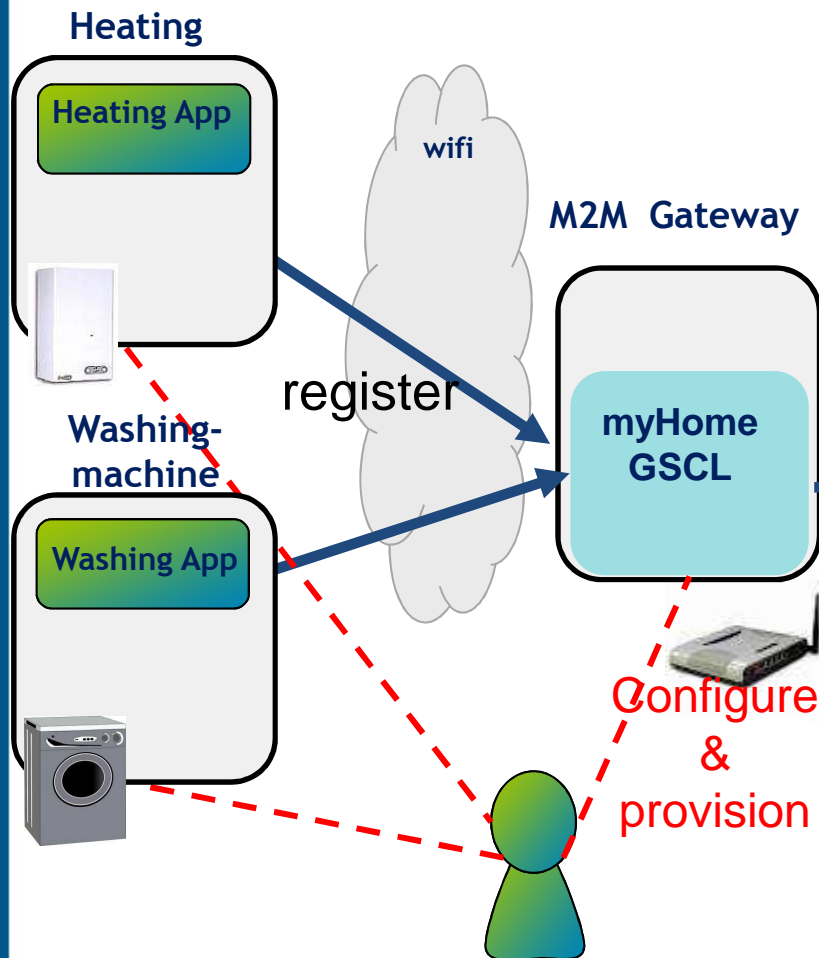 Heating
Heating App
wifi
M2M Gateway
register
myHome
GSCL
Washing-
machine
Washing App
Configure
&
provision